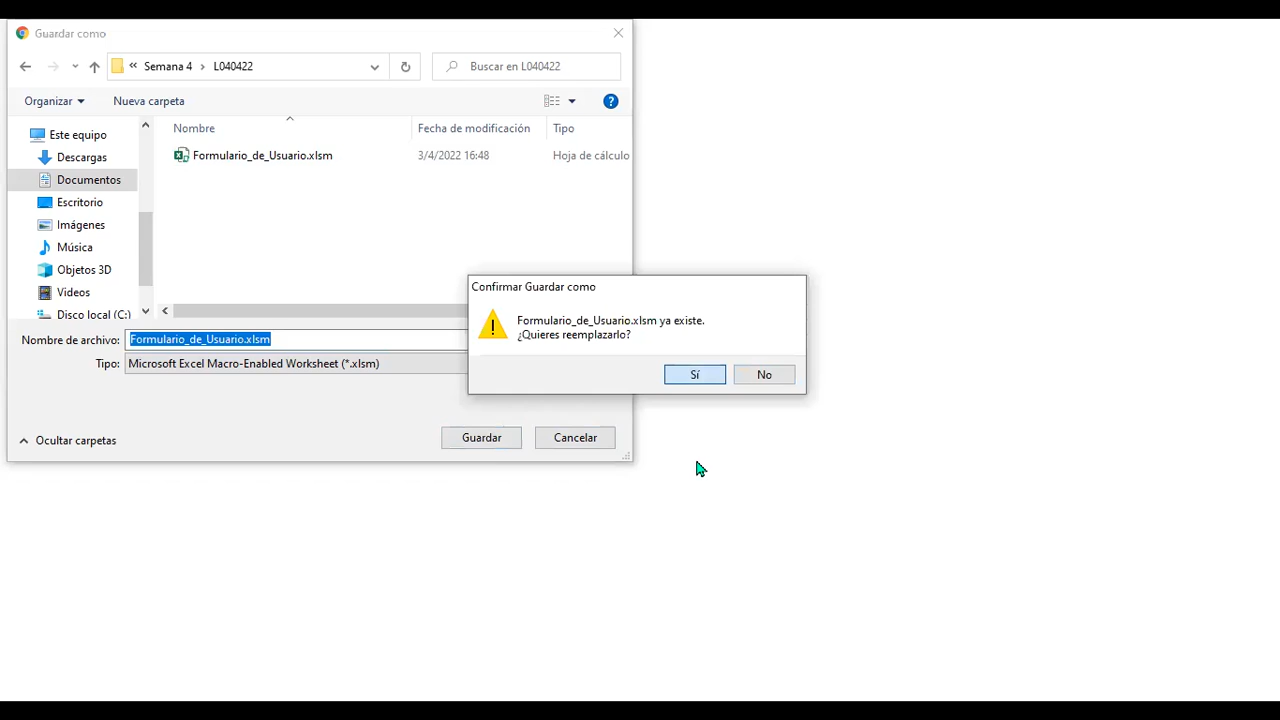 Guardar como
« Semana 4 > L040422
Buscar en L040422
Organizar
Nueva carpeta
?
Este equipo
Descargas
Documentos
Escritorio
Imágenes
Música
Objetos 3D
Videos
Disco local (C:)
Nombre
Fecha de modificación
Tipo
Formulario_de_Usuario.xlsm
3/4/2022 16:48
Hoja de cálculo
Confirmar Guardar como
Formulario_de_Usuario.xlsm ya existe.
¿Quieres reemplazarlo?
Sí
No
Nombre de archivo:
Formulario_de_Usuario.xlsm
Tipo:
Microsoft Excel Macro-Enabled Worksheet (*.xlsm)
Ocultar carpetas
Guardar
Cancelar